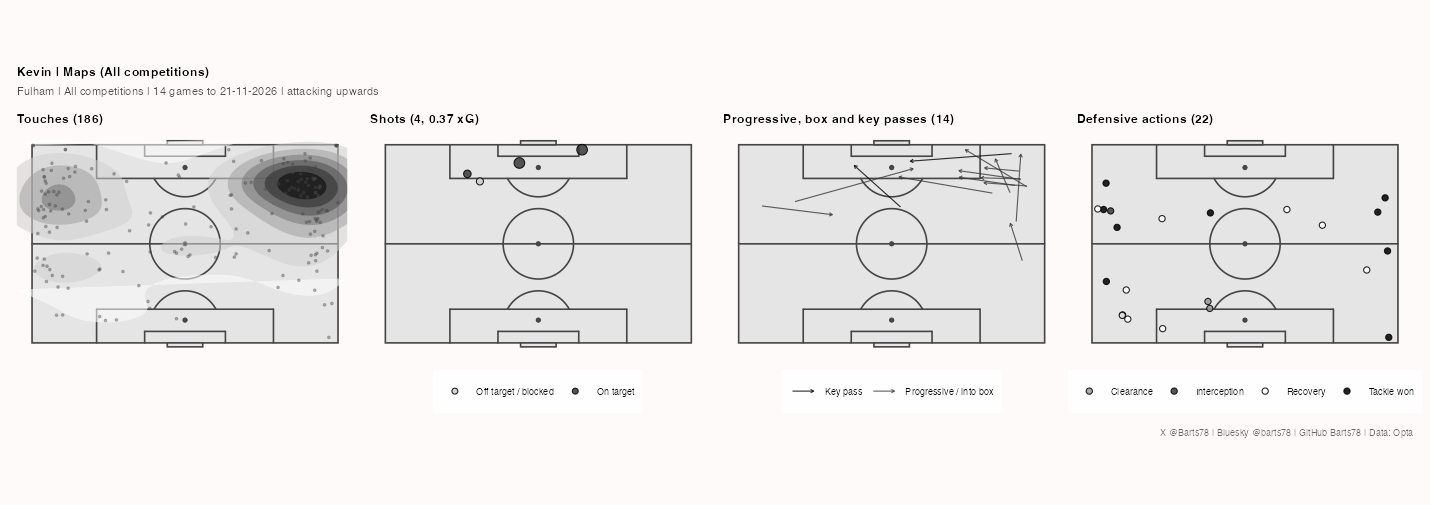 Kevin | Maps (All competitions)
Fulham | All competitions | 14 games to 21-11-2026 | attacking upwards
Touches (186)
Shots (4, 0.37 xG)
Progressive, box and key passes (14)
Defensive actions (22)
Off target / blocked
On target
Key pass
Progressive / Into box
Clearance
Interception
Recovery
Tackle won
X @Barts78 | Bluesky @barts78 | GitHub Barts78 | Data: Opta